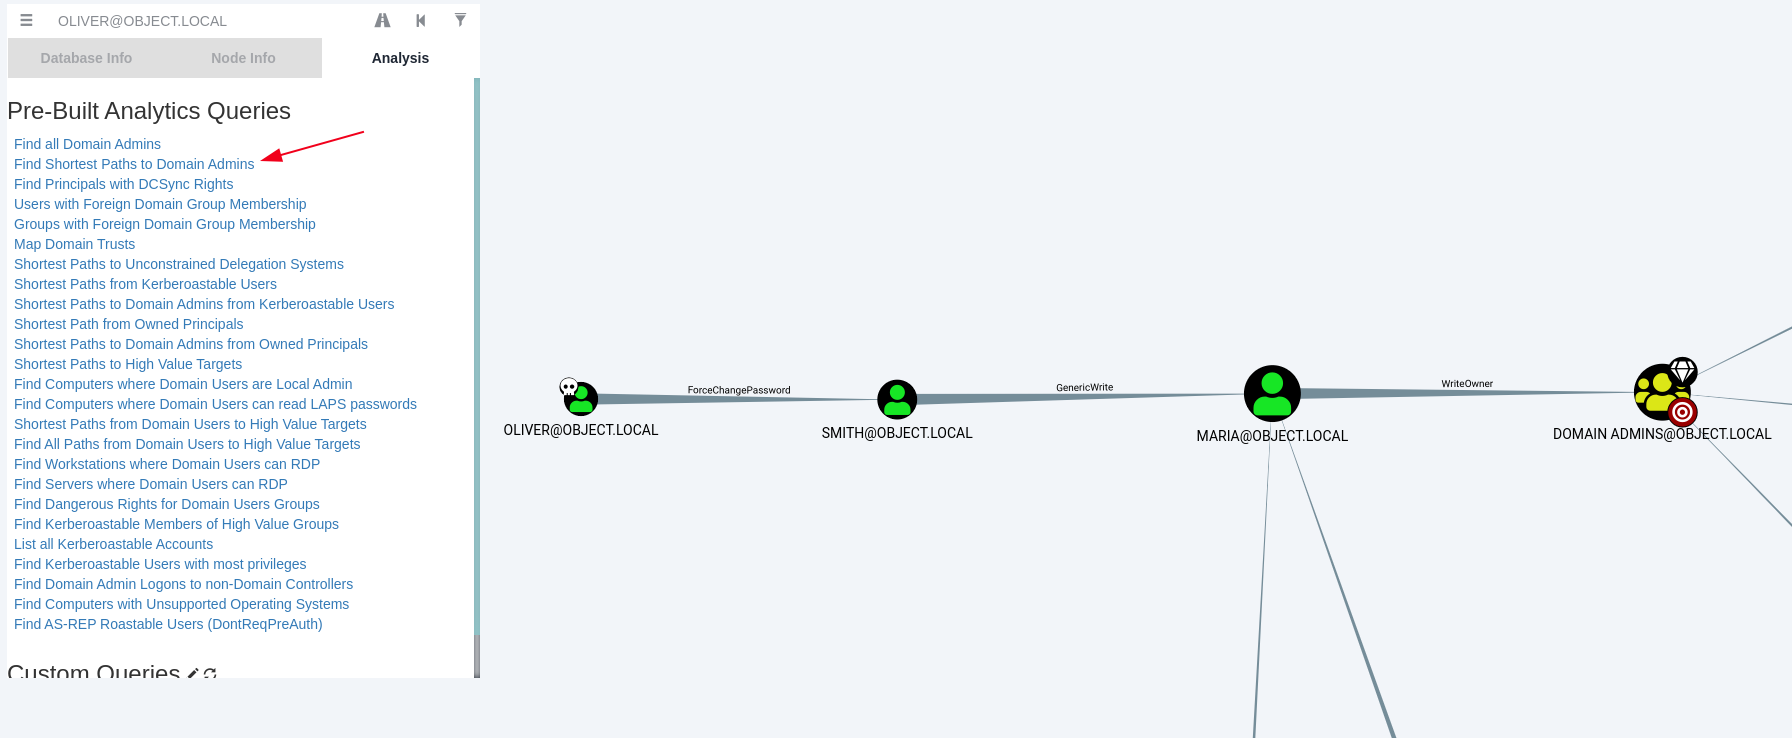 OLIVER@OBJECT.LOCAL
Database Info
Node Info
Analysis
Pre-Built Analytics Queries
Find all Domain Admins
Find Shortest Paths to Domain Admins
Find Principals with DCSync Rights
Users with Foreign Domain Group Membership
Groups with Foreign Domain Group Membership
Map Domain Trusts
Shortest Paths to Unconstrained Delegation Systems
Shortest Paths from Kerberoastable Users
Shortest Paths to Domain Admins from Kerberoastable Users
Shortest Path from Owned Principals
Shortest Paths to Domain Admins from Owned Principals
Shortest Paths to High Value Targets
Find Computers where Domain Users are Local Admin
Find Computers where Domain Users can read LAPS passwords
Shortest Paths from Domain Users to High Value Targets
Find All Paths from Domain Users to High Value Targets
Find Workstations where Domain Users can RDP
Find Servers where Domain Users can RDP
Find Dangerous Rights for Domain Users Groups
Find Kerberoastable Members of High Value Groups
List all Kerberoastable Accounts
Find Kerberoastable Users with most privileges
Find Domain Admin Logons to non-Domain Controllers
Find Computers with Unsupported Operating Systems
Find AS-REP Roastable Users (DontReqPreAuth)
Custom Queries
ForceChangePassword
GenericWrite
WriteOwner
OLIVER@OBJECT.LOCAL
SMITH@OBJECT.LOCAL
MARIA@OBJECT.LOCAL
DOMAIN ADMINS@OBJECT.LOCAL